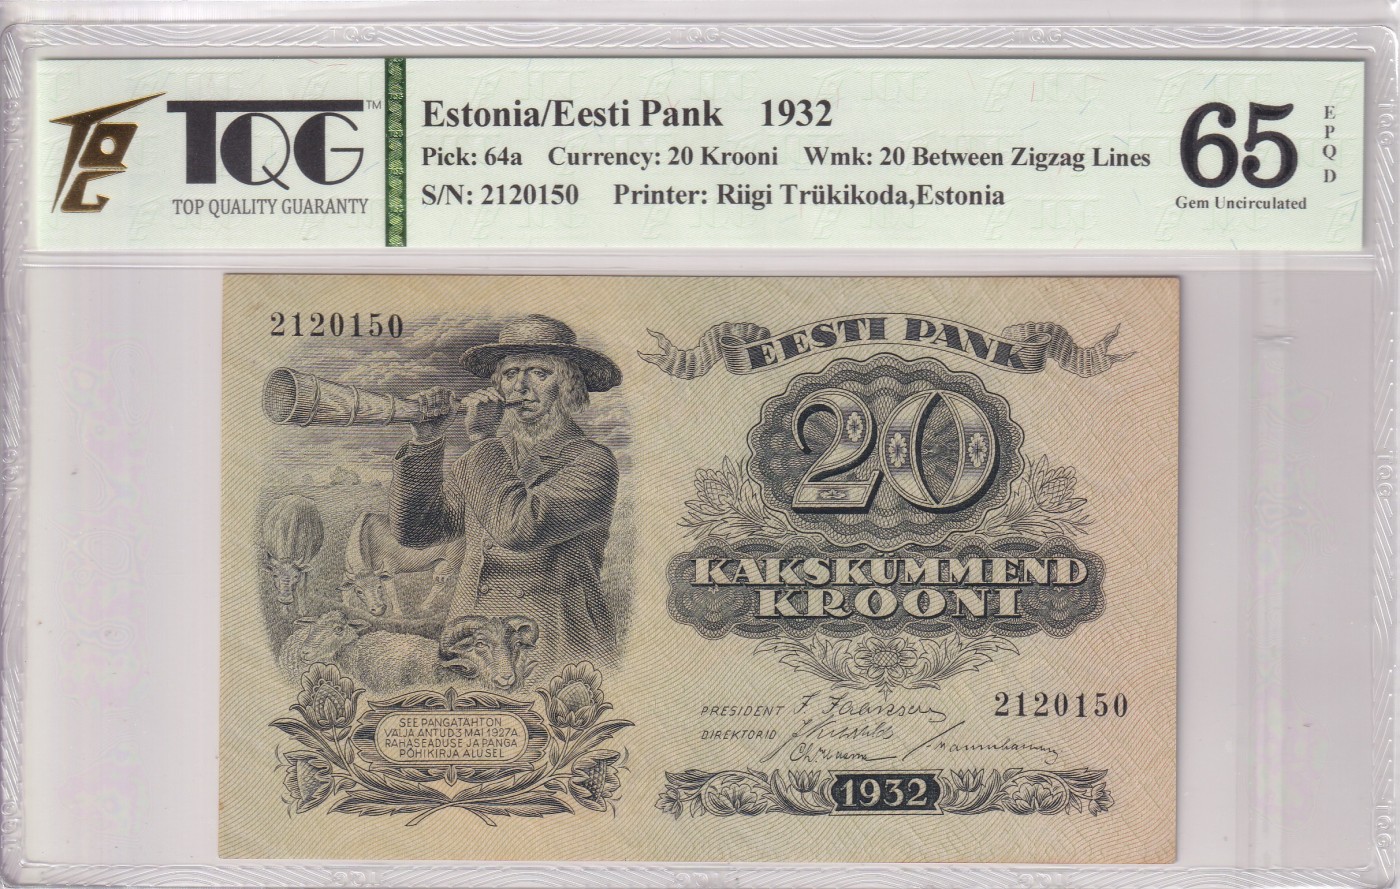 TQG™
TOP QUALITY GUARANTY
Estonia/Eesti Pank 1932
Pick: 64a Currency: 20 Krooni Wmk: 20 Between Zigzag Lines
S/N: 2120150 Printer: Riigi Trükikoda,Estonia
65
EPQD
Gem Uncirculated
2120150
EESTI PANK
20
KAKSKÜMMEND
KROONI
SEE PANGATÄHT ON
VÄLJA ANTUD 3 MAI 1927 A
RAHASEADUSE JA PANGA
PÕHIKIRJA ALUSEL
2120150
PRESIDENT
DIREKTORID
1932